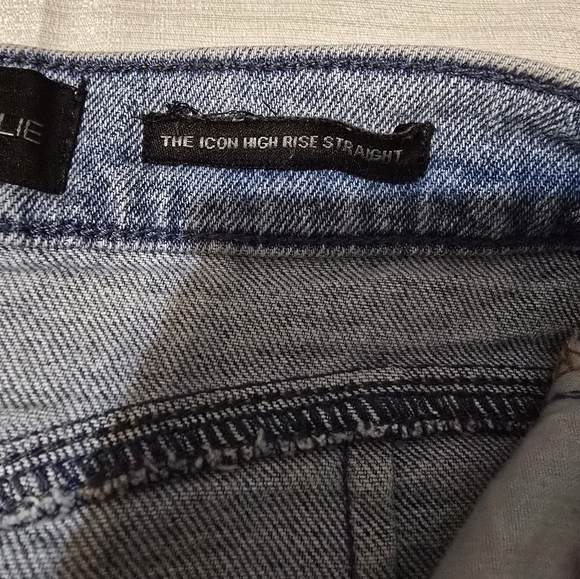 LIE
THE ICON HIGH RISE STRAIGHT